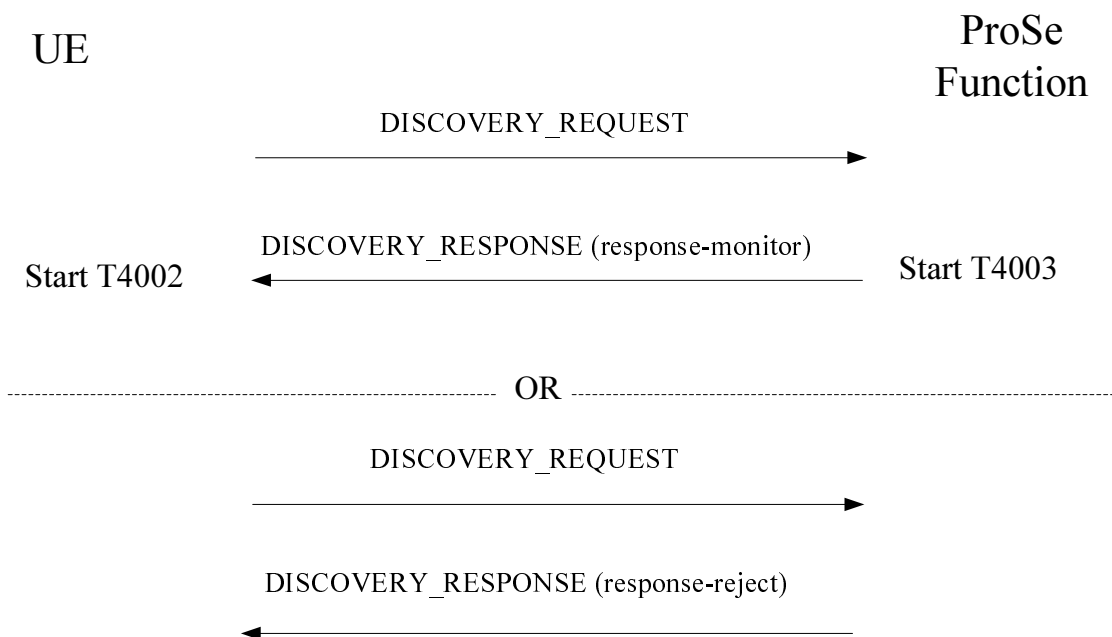 UE
ProSe
Function
DISCOVERY_REQUEST
DISCOVERY_RESPONSE (response-monitor)
Start T4002
Start T4003
OR
DISCOVERY_REQUEST
DISCOVERY_RESPONSE (response-reject)